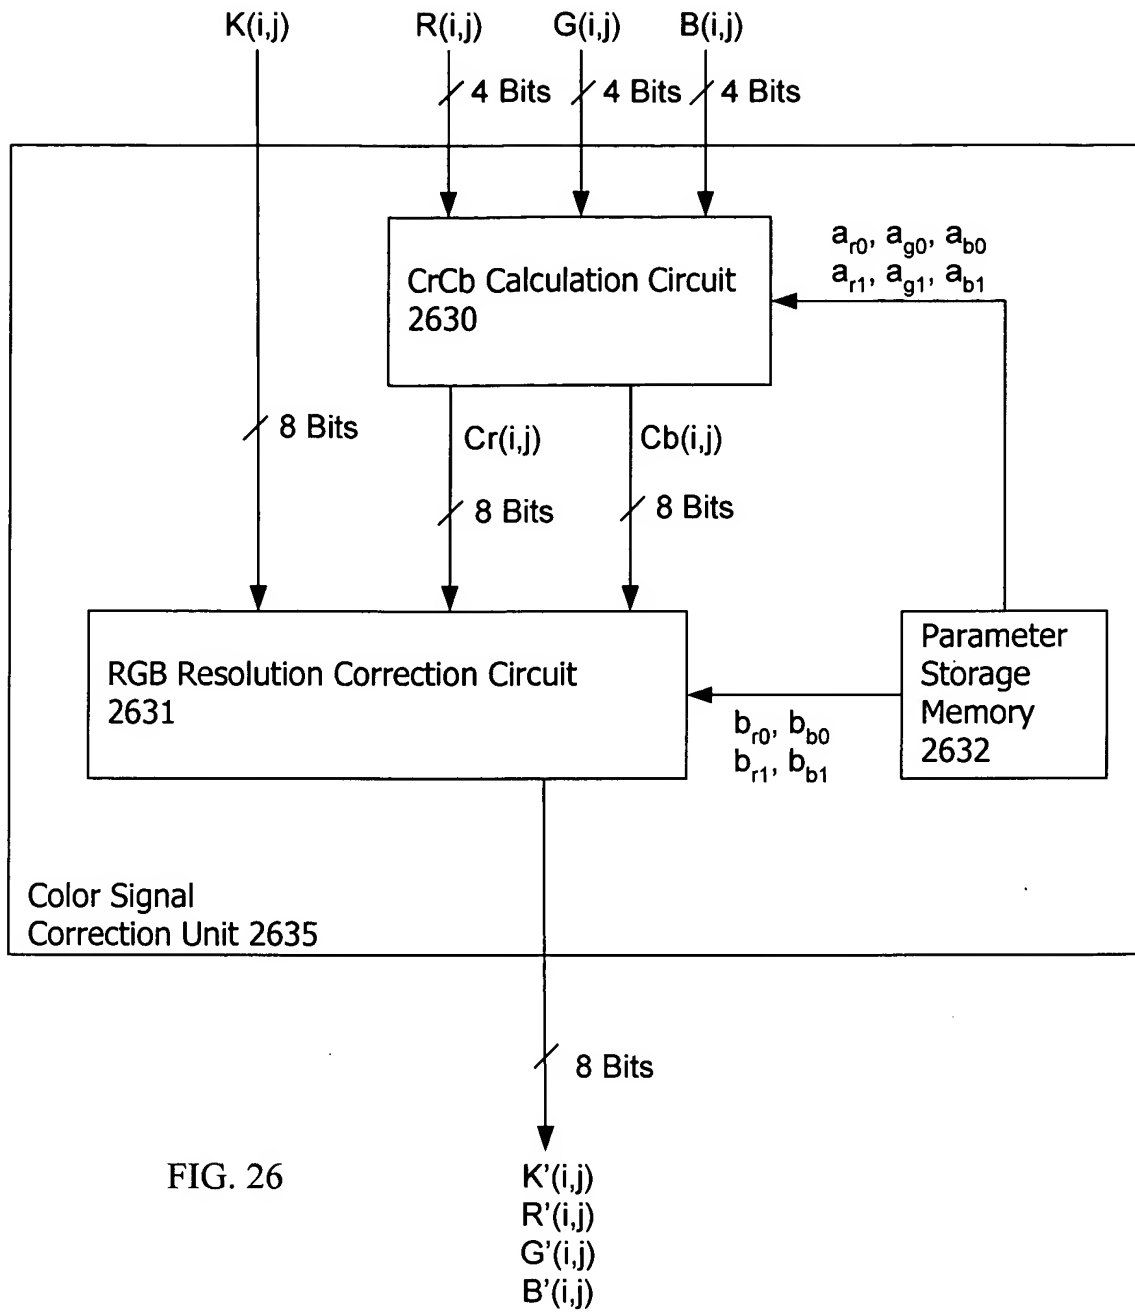 K(i,j) R(i,j) G(i,j) B(i,j)
4 Bits 4 Bits 4 Bits
a_r0, a_g0, a_b0
a_r1, a_g1, a_b1
CrCb Calculation Circuit
2630
8 Bits
Cr(i,j) Cb(i,j)
8 Bits 8 Bits
RGB Resolution Correction Circuit
2631
Parameter
Storage
Memory
2632
b_r0, b_b0
b_r1, b_b1
Color Signal
Correction Unit 2635
8 Bits
FIG. 26
K'(i,j)
R'(i,j)
G'(i,j)
B'(i,j)